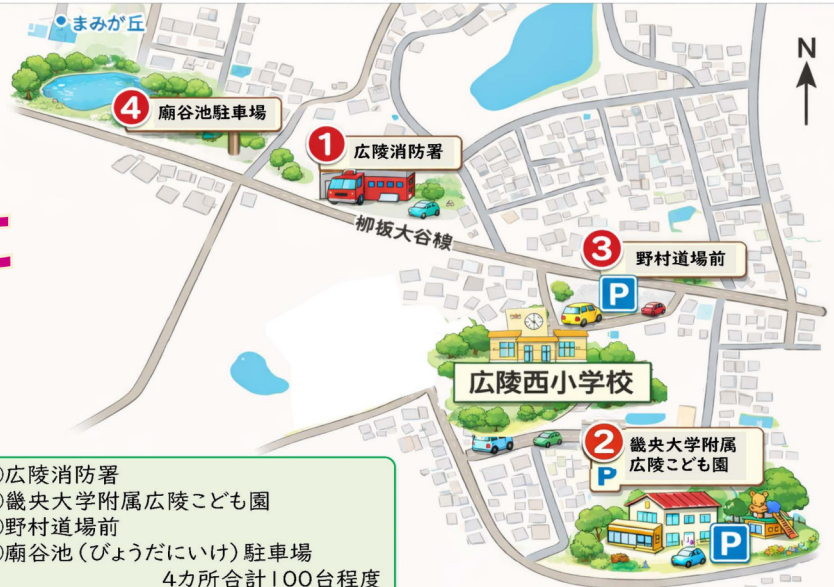 まみが丘
N
④ 廟谷池駐車場
① 広陵消防署
柳坂大谷線
③ 野村道場前
P
広陵西小学校
② 畿央大学附属
広陵こども園
P
P
広陵消防署
畿央大学附属広陵こども園
野村道場前
廟谷池(びょうだにいけ)駐車場
4カ所合計100台程度